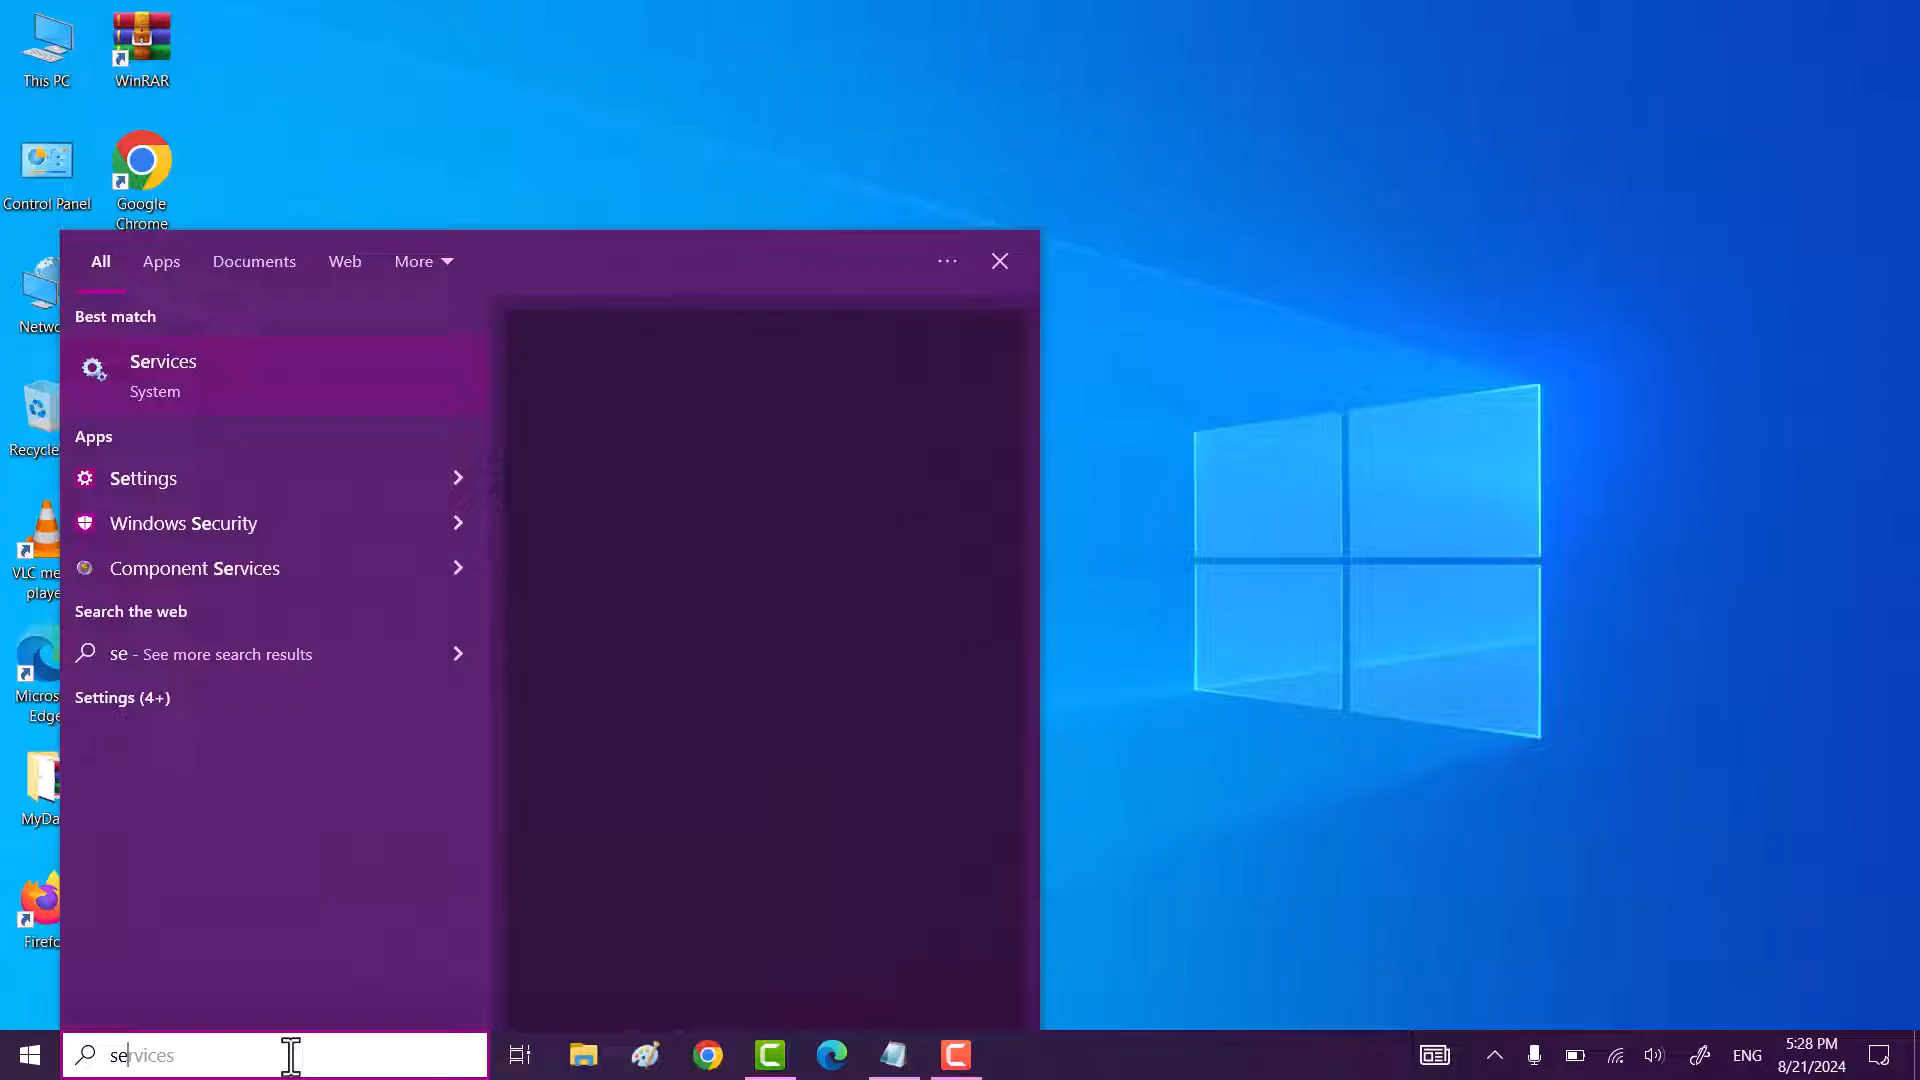 This PC
WinRAR
Control Panel
Google
Chrome
Netwo
Recycle
VLC me
playe
Micros
Edge
MyDa
Firefo
All
Apps
Documents
Web
More
Best match
Services
System
Apps
Settings
Windows Security
Component Services
Search the web
se - See more search results
Settings (4+)
services
ENG
5:28 PM
8/21/2024